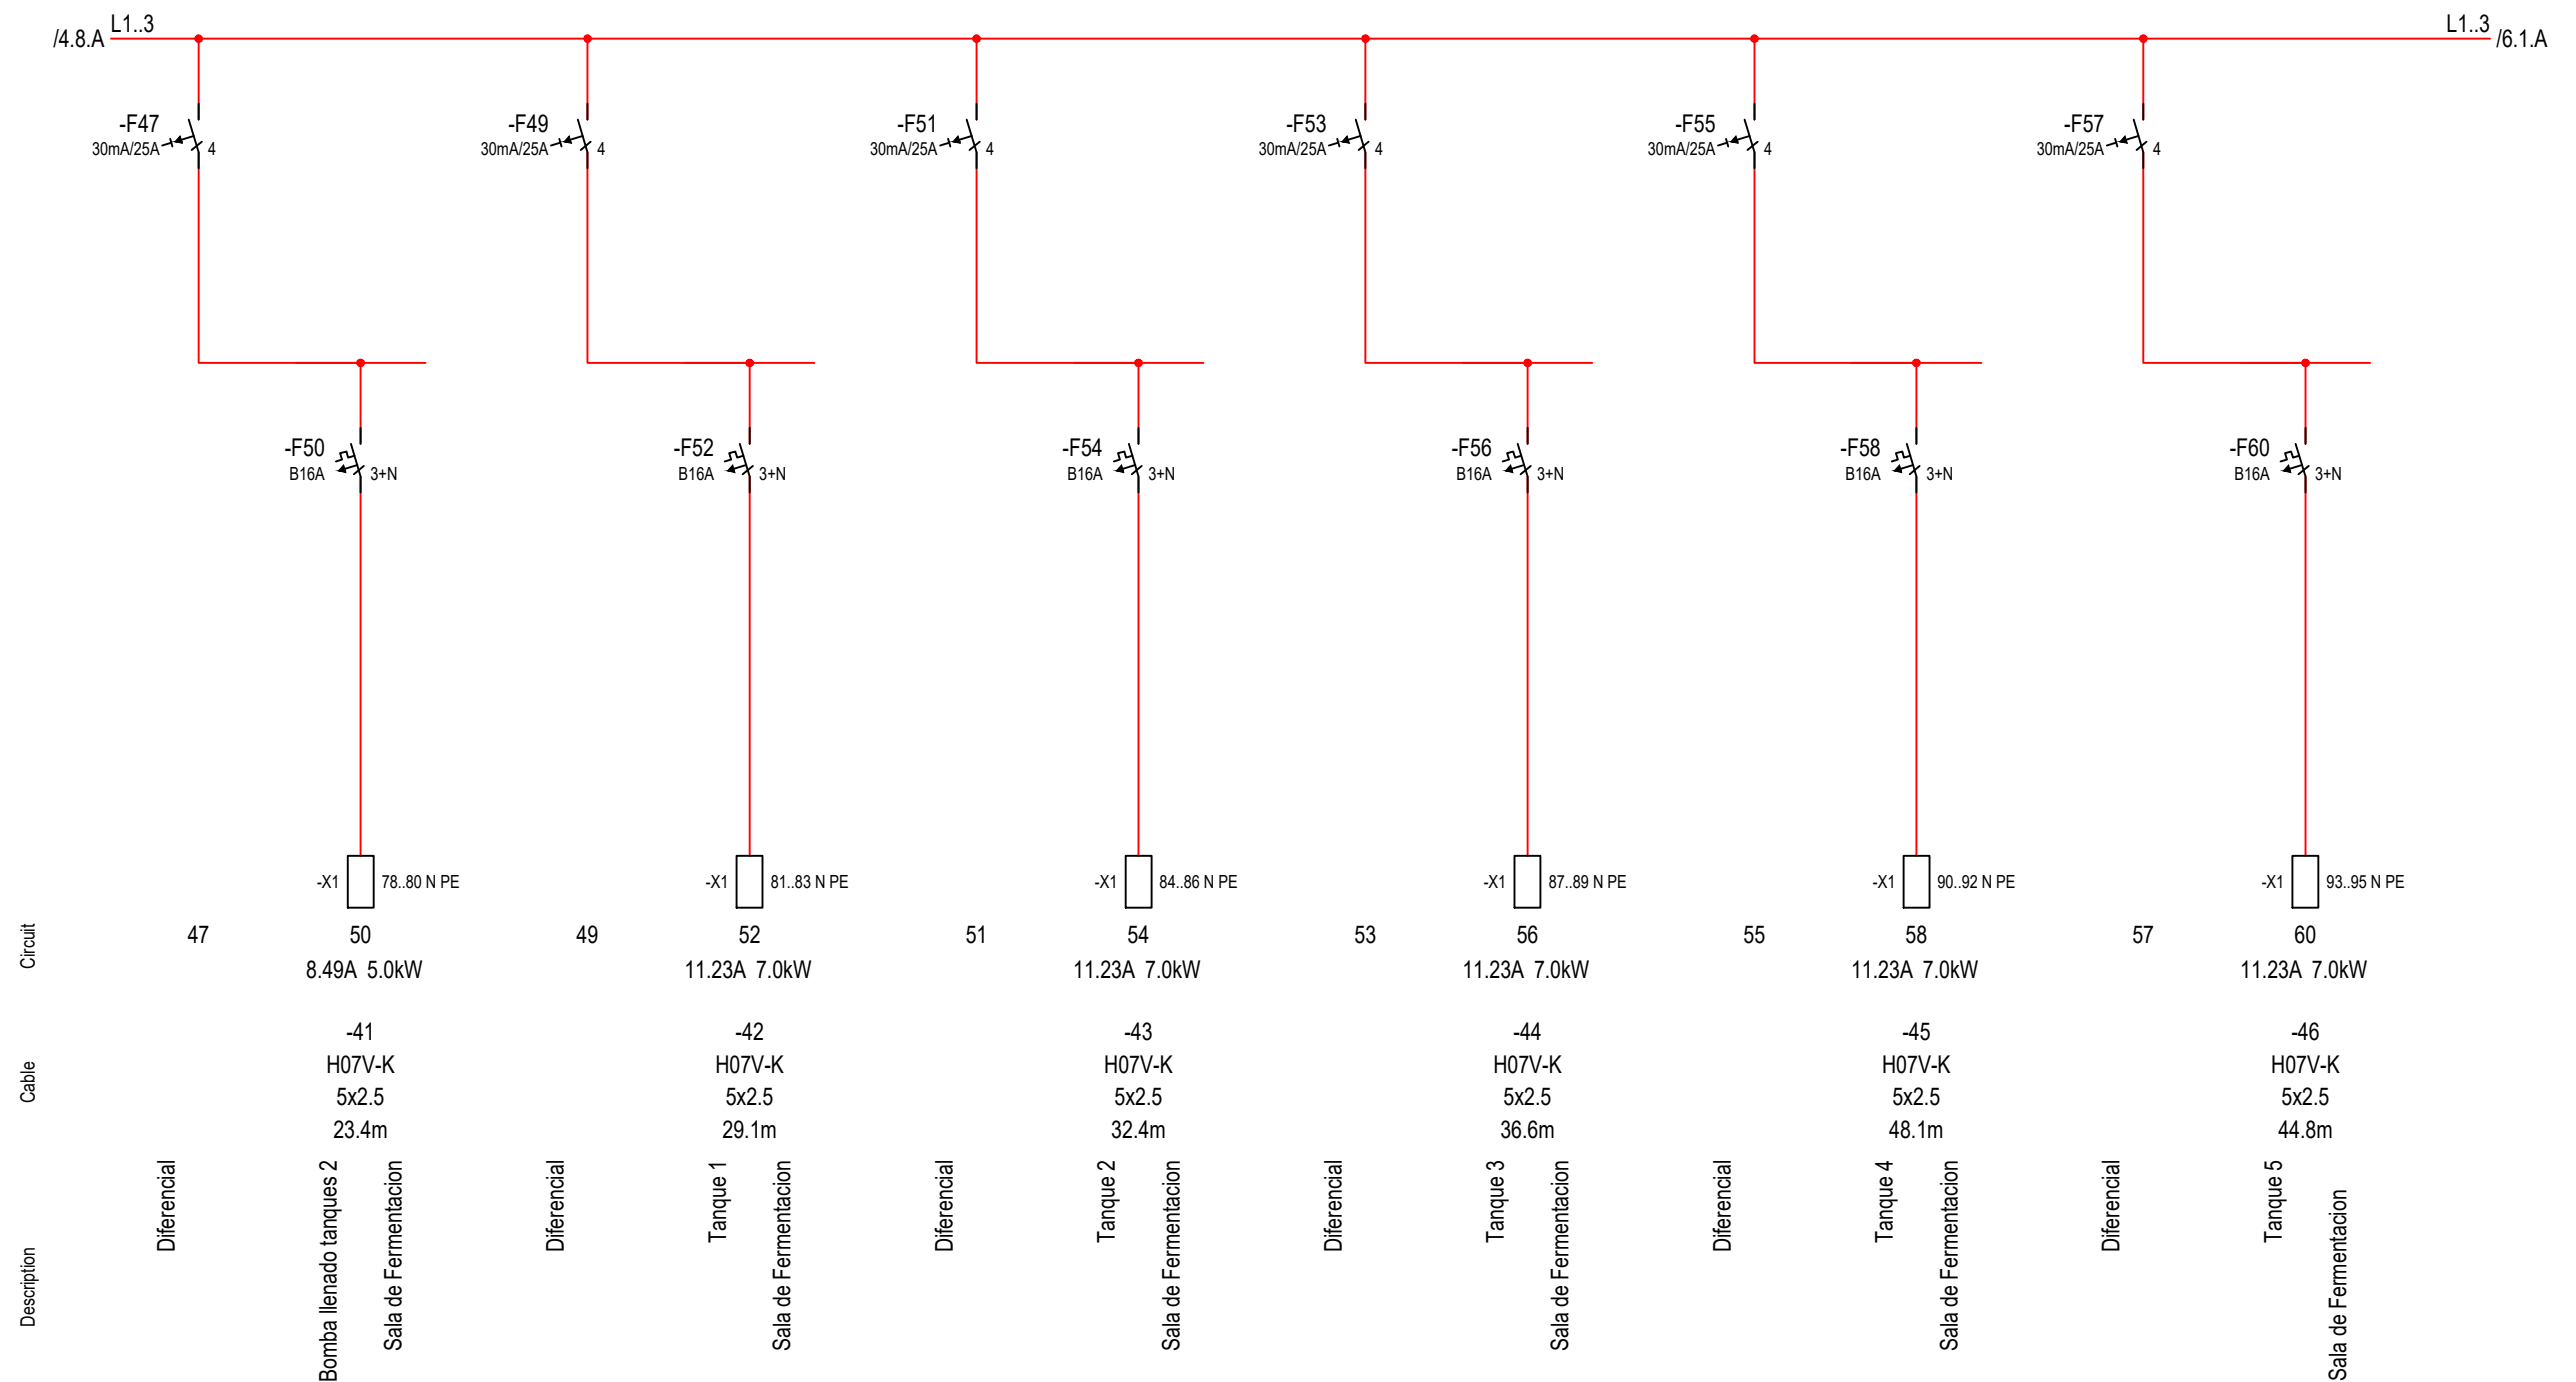 L1..3
L1..3
/4.8.A
/6.1.A
-F47
-F49
-F51
-F53
-F55
-F57
30mA/25A 4
30mA/25A 4
30mA/25A 4
30mA/25A 4
30mA/25A 4
30mA/25A 4
-F50
-F52
-F54
-F56
-F58
-F60
B16A 3+N
B16A 3+N
B16A 3+N
B16A 3+N
B16A 3+N
B16A 3+N
-X1 78..80 N PE
-X1 81..83 N PE
-X1 84..86 N PE
-X1 87..89 N PE
-X1 90..92 N PE
-X1 93..95 N PE
Circuit
47
50
49
52
51
54
53
56
55
58
57
60
8.49A 5.0kW
11.23A 7.0kW
11.23A 7.0kW
11.23A 7.0kW
11.23A 7.0kW
11.23A 7.0kW
Cable
-41
-42
-43
-44
-45
-46
H07V-K
H07V-K
H07V-K
H07V-K
H07V-K
H07V-K
5x2.5
5x2.5
5x2.5
5x2.5
5x2.5
5x2.5
23.4m
29.1m
32.4m
36.6m
48.1m
44.8m
Description
Diferencial
Bomba llenado tanques 2
Sala de Fermentacion
Diferencial
Tanque 1
Sala de Fermentacion
Diferencial
Tanque 2
Sala de Fermentacion
Diferencial
Tanque 3
Sala de Fermentacion
Diferencial
Tanque 4
Sala de Fermentacion
Diferencial
Tanque 5
Sala de Fermentacion